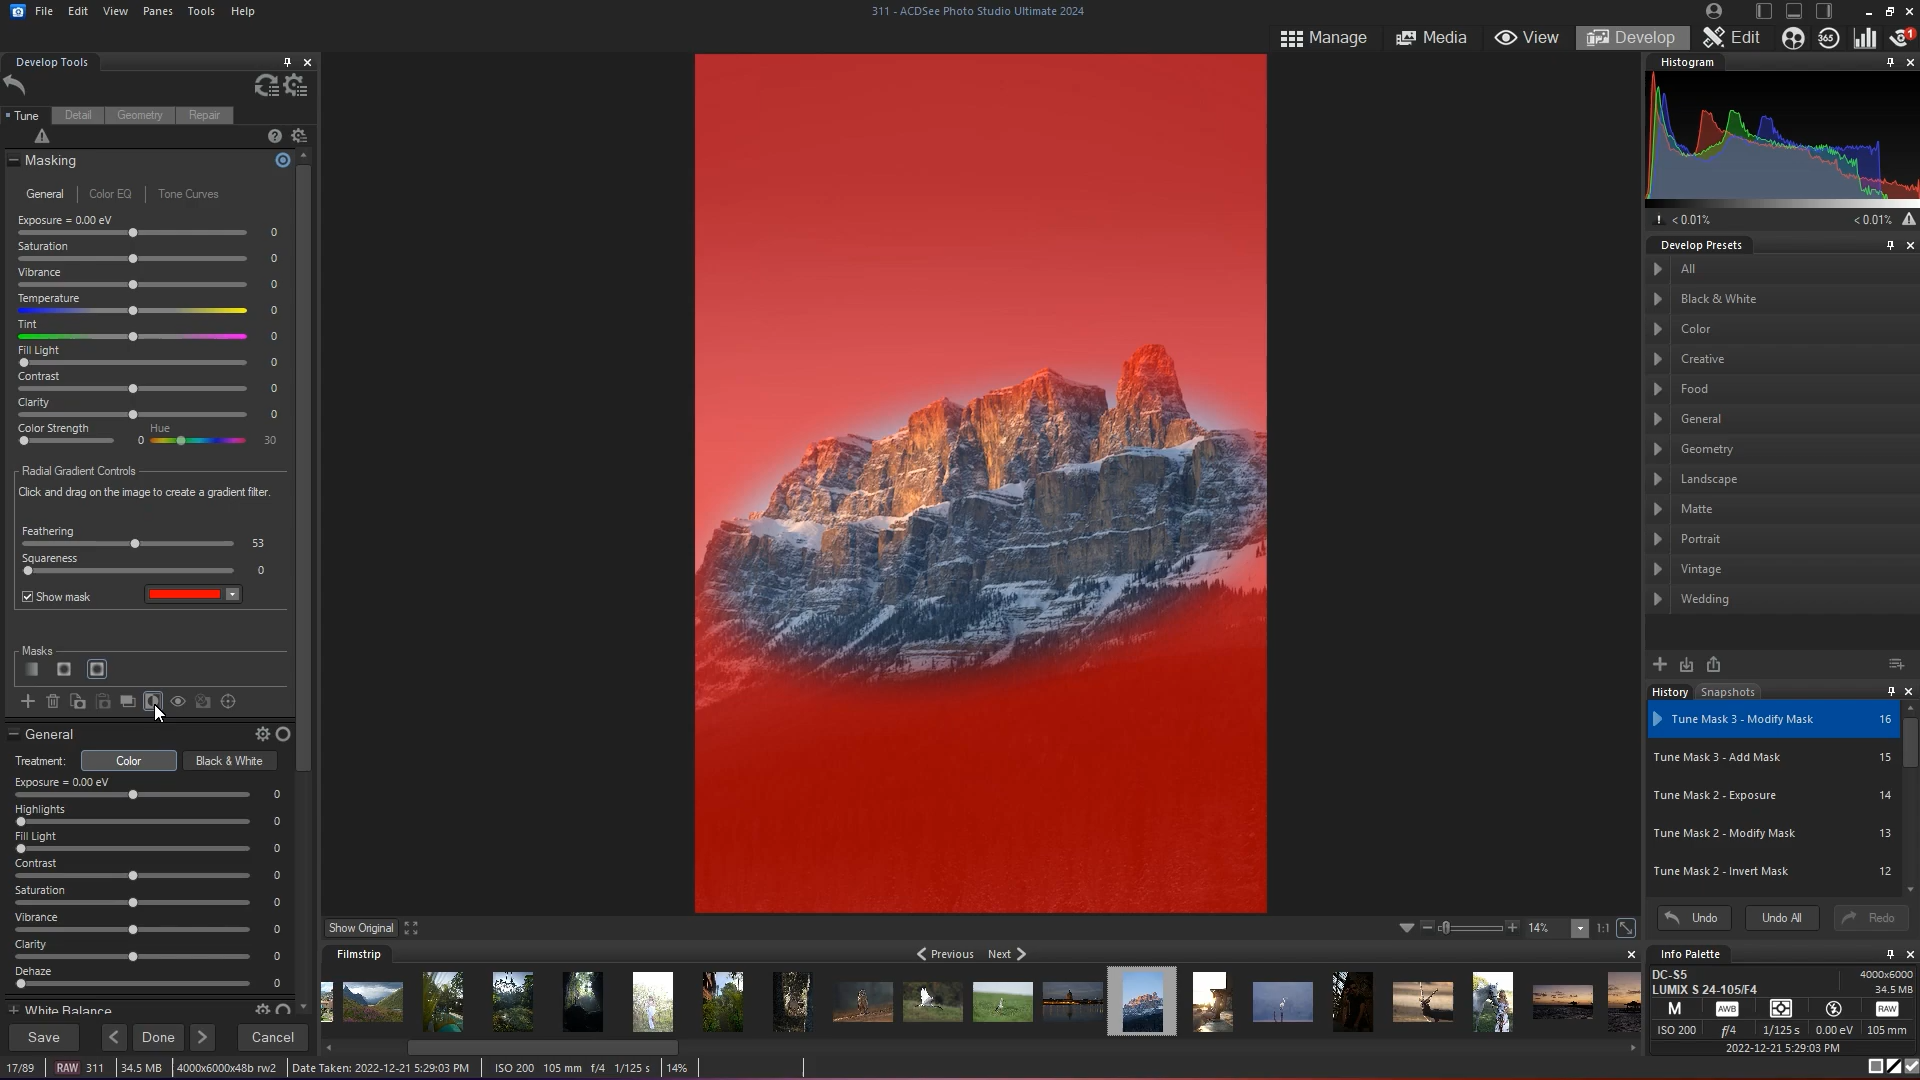 File Edit View Panes Tools Help
311 - ACDSee Photo Studio Ultimate 2024
Manage Media View Develop Edit 365 1
Develop Tools
Tune Detail Geometry Repair
Masking
General Color EQ Tone Curves
Exposure = 0.00 eV
0
Saturation
0
Vibrance
0
Temperature
0
Tint
0
Fill Light
0
Contrast
0
Clarity
0
Color Strength Hue
0 30
Radial Gradient Controls
Click and drag on the image to create a gradient filter.
Feathering
53
Squareness
0
Show mask
Masks
General
Treatment: Color Black & White
Exposure = 0.00 eV
0
Highlights
0
Fill Light
0
Contrast
0
Saturation
0
Vibrance
0
Clarity
0
Dehaze
0
White Balance
Save Done Cancel
Show Original
14% 1:1
Filmstrip Previous Next
Histogram
! < 0.01% < 0.01%
Develop Presets
All
Black & White
Color
Creative
Food
General
Geometry
Landscape
Matte
Portrait
Vintage
Wedding
History Snapshots
Tune Mask 3 - Modify Mask 16
Tune Mask 3 - Add Mask 15
Tune Mask 2 - Exposure 14
Tune Mask 2 - Modify Mask 13
Tune Mask 2 - Invert Mask 12
Undo Undo All Redo
Info Palette
DC-S5 4000x6000
LUMIX S 24-105/F4 34.5 MB
M AWB RAW
ISO 200 f/4 1/125 s 0.00 eV 105 mm
2022-12-21 5:29:03 PM
17/89 RAW 311 34.5 MB 4000x6000x48b rw2 Date Taken: 2022-12-21 5:29:03 PM ISO 200 105 mm f/4 1/125 s 14%